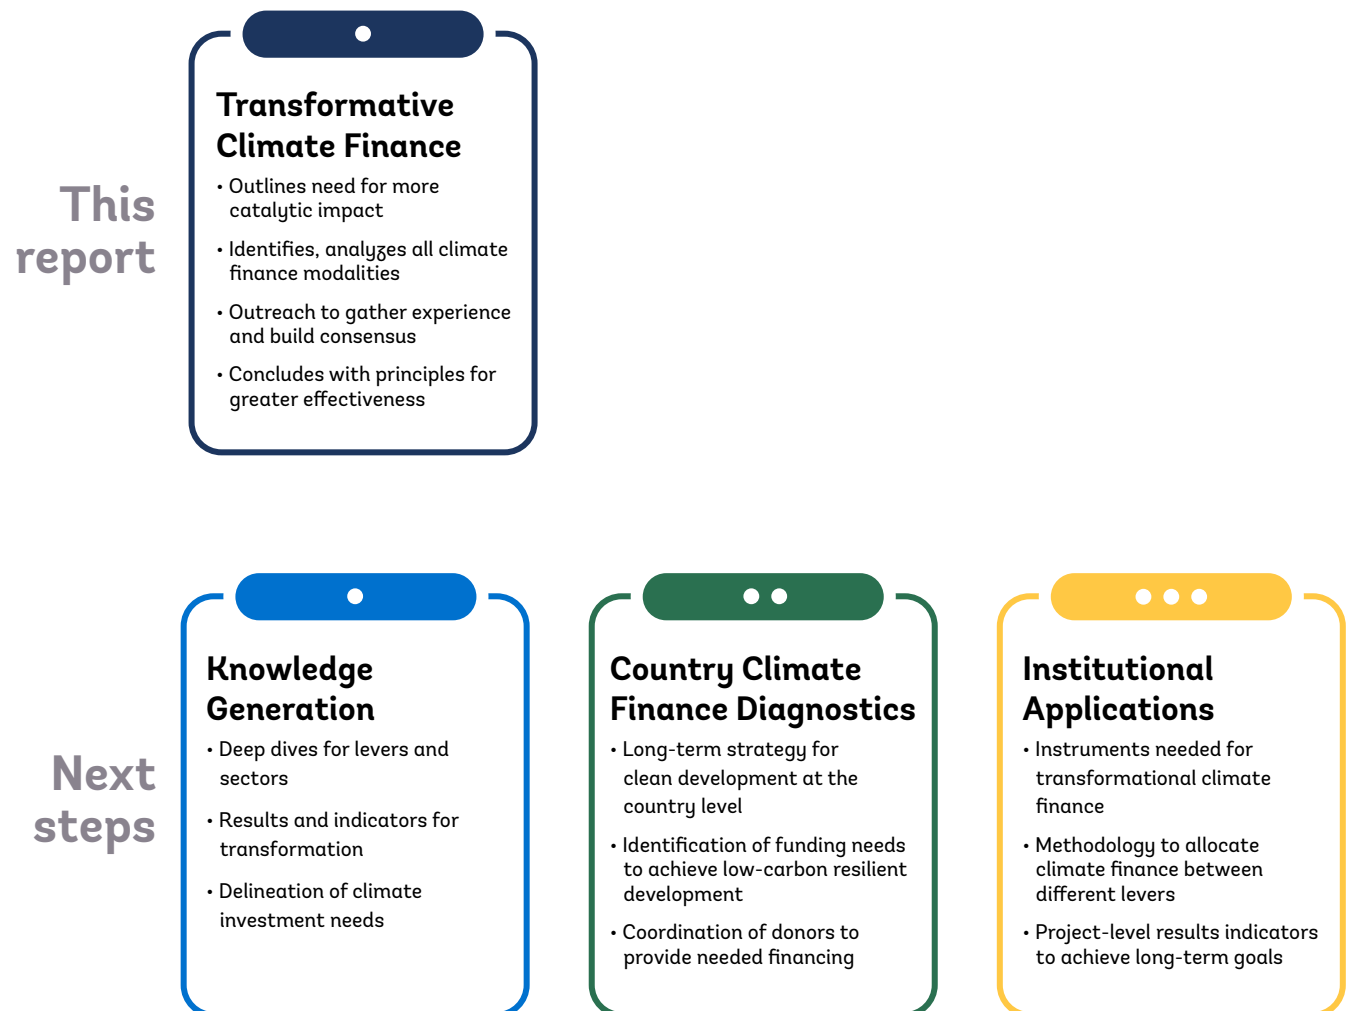 This
report
Transformative
Climate Finance
• Outlines need for more
catalytic impact
• Identifies, analyzes all climate
finance modalities
• Outreach to gather experience
and build consensus
• Concludes with principles for
greater effectiveness
Next
steps
Knowledge
Generation
• Deep dives for levers and
sectors
• Results and indicators for
transformation
• Delineation of climate
investment needs
Country Climate
Finance Diagnostics
• Long-term strategy for
clean development at the
country level
• Identification of funding needs
to achieve low-carbon resilient
development
• Coordination of donors to
provide needed financing
Institutional
Applications
• Instruments needed for
transformational climate
finance
• Methodology to allocate
climate finance between
different levers
• Project-level results indicators
to achieve long-term goals